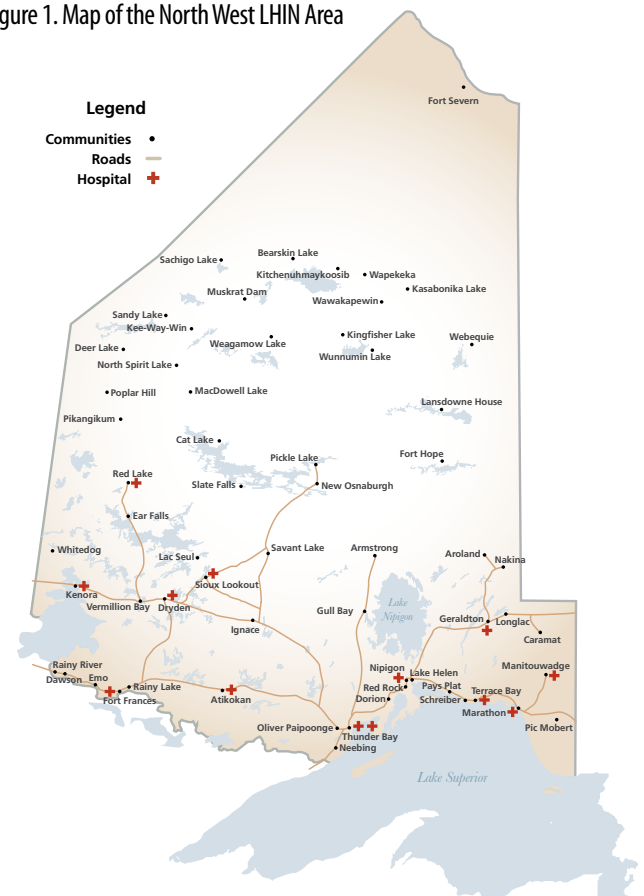 gure 1. Map of the North West LHIN Area
Legend
Communities
Roads
Hospital
Fort Severn
Bearskin Lake
Sachigo Lake
Kitchenuhmaykoosib
Wapekeka
Kasabonika Lake
Muskrat Dam
Wawakapewin
Sandy Lake
Kee-Way-Win
Kingfisher Lake
Webequie
Weagamow Lake
Deer Lake
Wunnumin Lake
North Spirit Lake
Poplar Hill
MacDowell Lake
Lansdowne House
Pikangikum
Cat Lake
Pickle Lake
Fort Hope
Red Lake
Slate Falls
New Osnaburgh
Ear Falls
Whitedog
Lac Seul
Savant Lake
Armstrong
Aroland
Nakina
Sioux Lookout
Kenora
Vermillion Bay
Dryden
Lake
Nipigon
Gull Bay
Geraldton
Longlac
Ignace
Caramat
Rainy River
Dawson
Emo
Rainy Lake
Fort Frances
Atikokan
Nipigon
Lake Helen
Manitouwadge
Red Rock
Pays Plat
Terrace Bay
Dorion
Schreiber
Marathon
Oliver Paipoonge
Thunder Bay
Pic Mobert
Neebing
Lake Superior